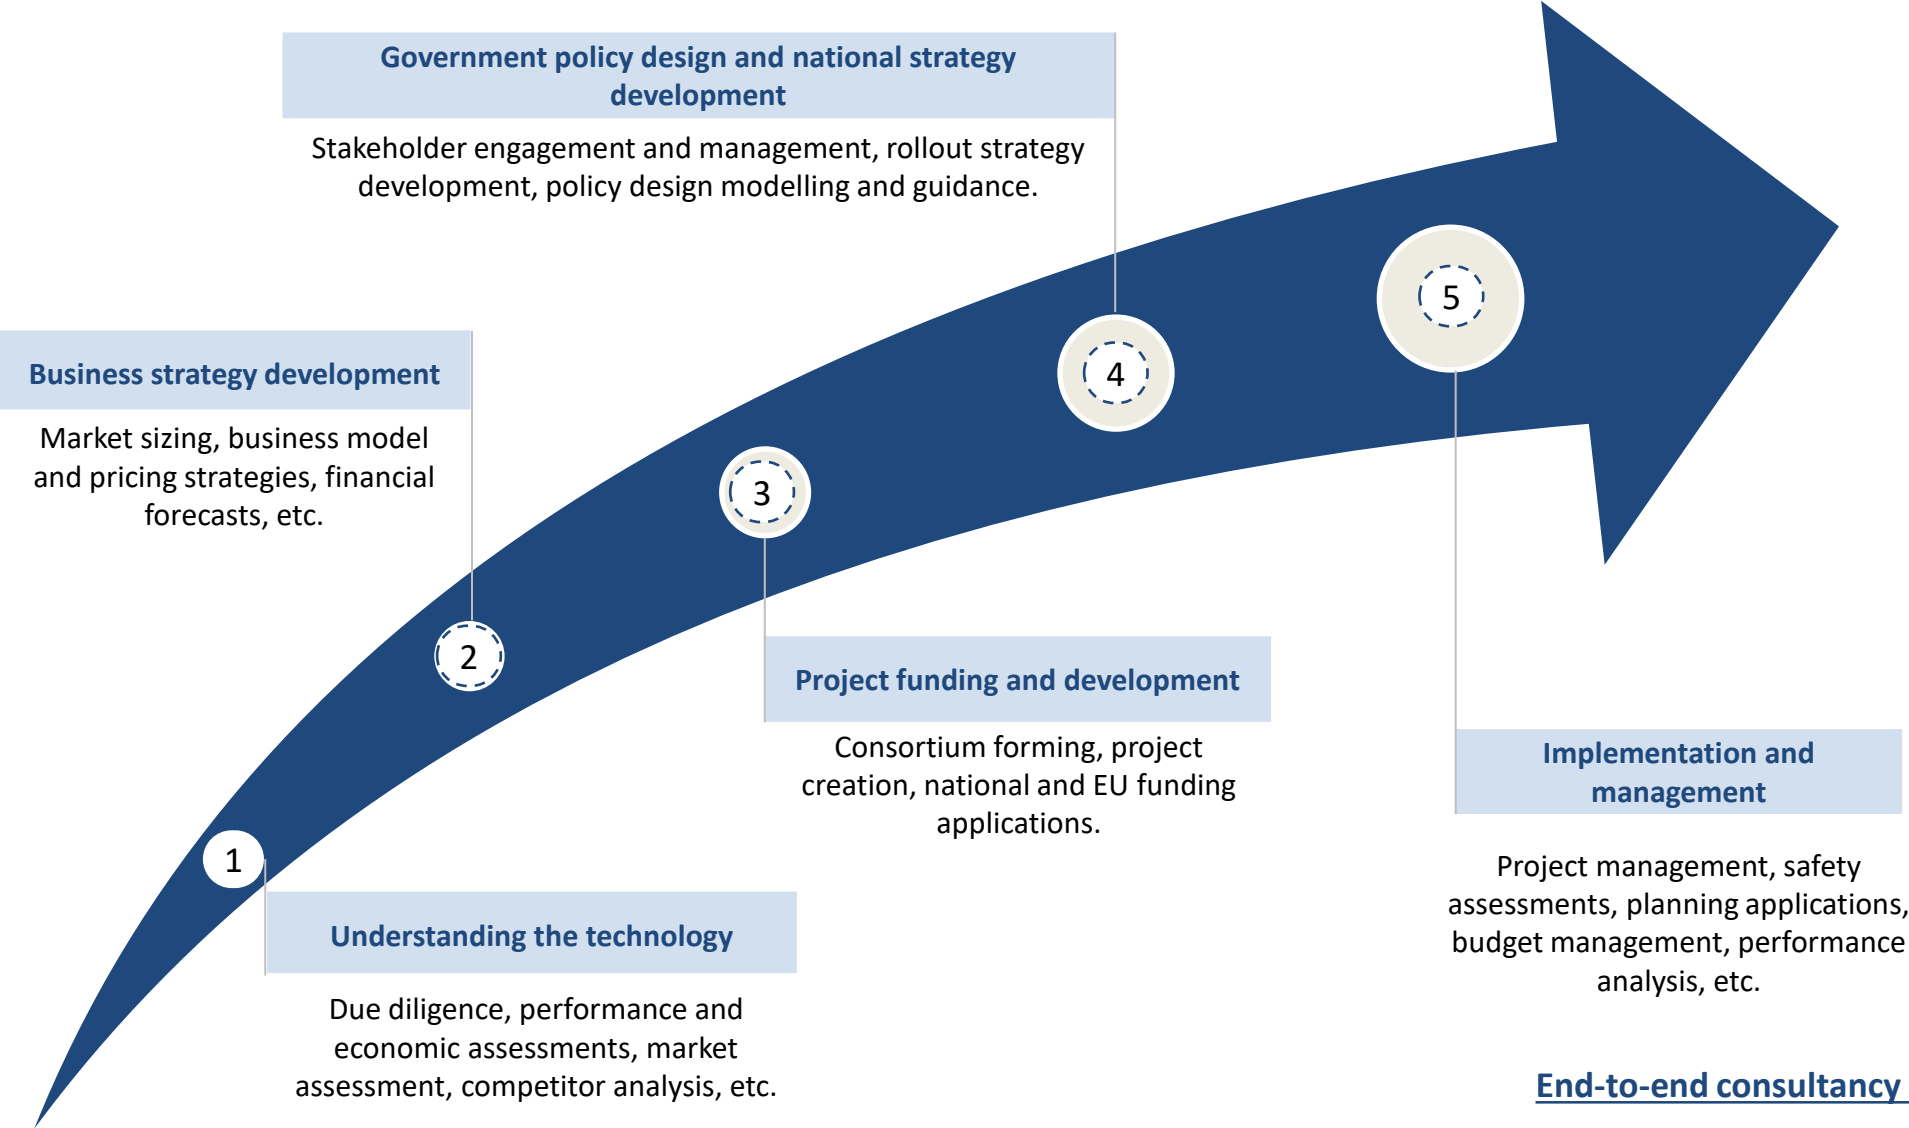 Government policy design and national strategy
development
Stakeholder engagement and management, rollout strategy
development, policy design modelling and guidance.
5
4
Business strategy development
Market sizing, business model
and pricing strategies, financial
forecasts, etc.
3
2
Project funding and development
Consortium forming, project
creation, national and EU funding
applications.
Implementation and
management
Project management, safety
assessments, planning applications,
budget management, performance
analysis, etc.
1
Understanding the technology
Due diligence, performance and
economic assessments, market
assessment, competitor analysis, etc.
End-to-end consultancy